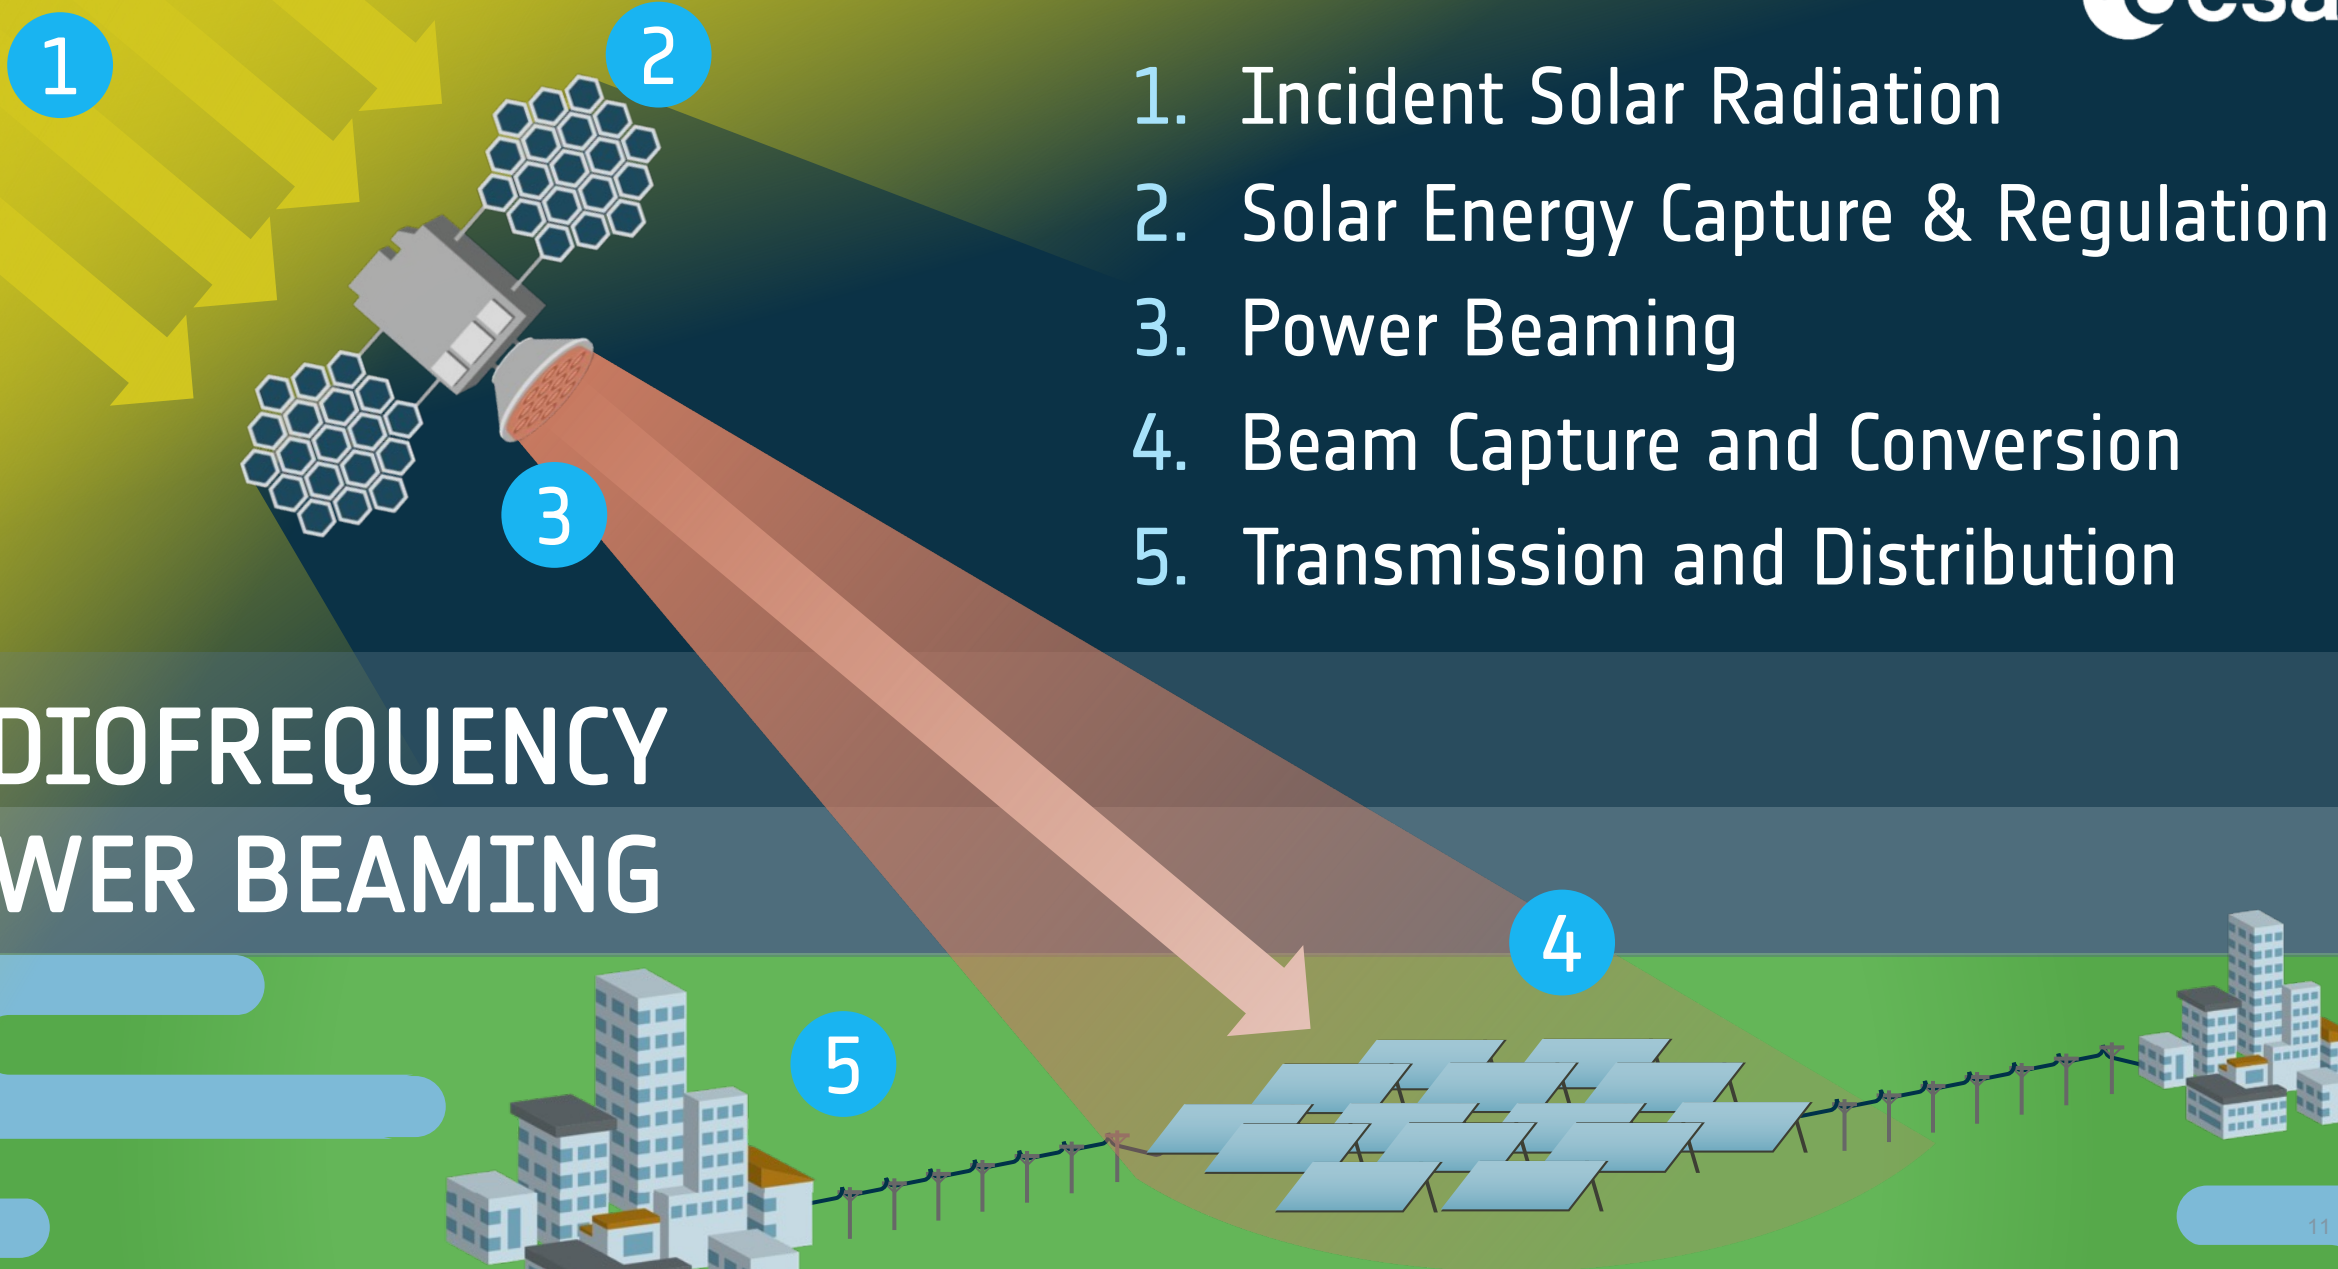 esa
1
2
1. Incident Solar Radiation
2. Solar Energy Capture & Regulation
3. Power Beaming
4. Beam Capture and Conversion
5. Transmission and Distribution
3
DIOFREQUENCY
WER BEAMING
4
5
11